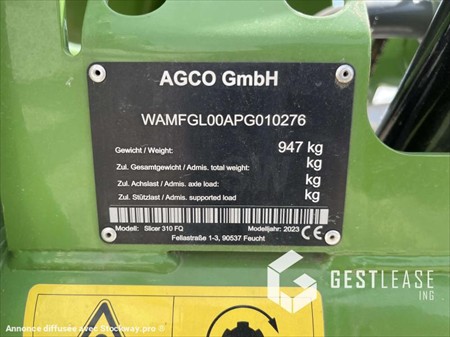 AGCO GmbH
WAMFGL00APG010276
Gewicht / Weight: 947 kg
Zul. Gesamtgewicht / Admis. total weight: kg
Zul. Achslast / Admis. axle load: kg
Zul. Stützlast / Admis. supported load kg
Modell: Slicer 310 FQ Modelljahr: 2023 CE
Fellastraße 1-3, 90537 Feucht
GESTLEASE
ING
Annonce diffusée avec Stockway.pro ®